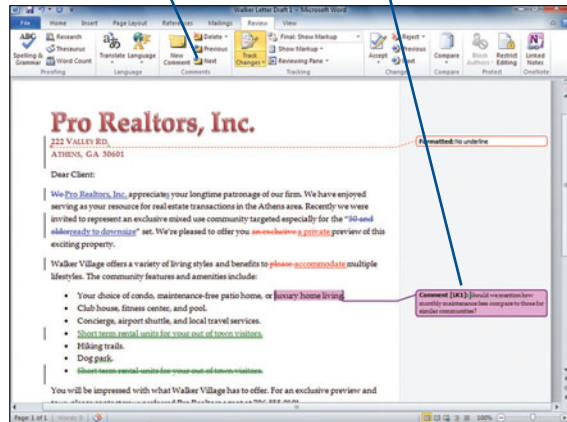 Walker Letter Draft 1 - Microsoft Word
File Home Insert Page Layout References Mailings Review View
ABC Research Delete Final: Show Markup Reject
Thesaurus Previous Show Markup Previous
Spelling & Grammar Word Count Translate Language New Comment Next Track Changes Reviewing Pane Accept Next Compare Block Authors Restrict Editing Linked Notes
Proofing Language Comments Tracking Changes Compare Protect OneNote
Pro Realtors, Inc.
222 VALLEY RD.
ATHENS, GA 30601
Formatted: No underline
Dear Client:
WePro Realtors, Inc. appreciates your longtime patronage of our firm. We have enjoyed
serving as your resource for real estate transactions in the Athens area. Recently we were
invited to represent an exclusive mixed use community targeted especially for the "50 and
olderready to downsize" set. We're pleased to offer you an exclusive a private preview of this
exciting property.
Walker Village offers a variety of living styles and benefits to please accommodate multiple
lifestyles. The community features and amenities include:
• Your choice of condo, maintenance-free patio home, or luxury home living.
Comment [UC1]: Should we mention how
monthly maintenance fees compare to those for
similar communities?
• Club house, fitness center, and pool.
• Concierge, airport shuttle, and local travel services.
• Short term rental units for your out of town visitors.
• Hiking trails.
• Dog park.
• Short term rental units for your out of town visitors.
You will be impressed with what Walker Village has to offer. For an exclusive preview and
Page: 1 of 1 Words: 8 100%